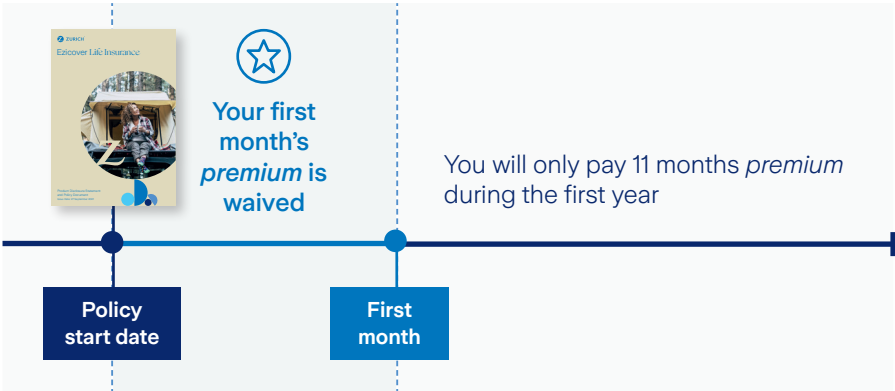 ZURICH
Ezicover Life Insurance
Your first
month's
premium is
waived
You will only pay 11 months premium
during the first year
Policy
start date
First
month